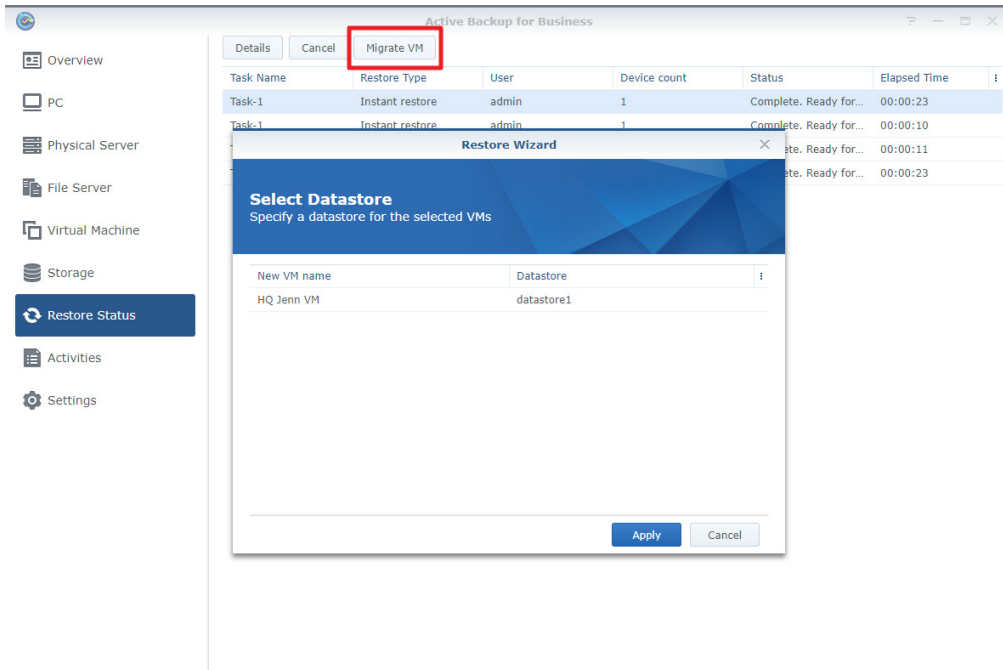 Active Backup for Business
Overview
PC
Physical Server
File Server
Virtual Machine
Storage
Restore Status
Activities
Settings
Details Cancel Migrate VM
Task Name Restore Type User Device count Status Elapsed Time
Task-1 Instant restore admin 1 Complete. Ready for... 00:00:23
Task-1 Instant restore admin 1 Complete. Ready for... 00:00:10
Ready for... 00:00:11
Ready for... 00:00:23
Restore Wizard
Select Datastore
Specify a datastore for the selected VMs
New VM name Datastore
HQ Jenn VM datastore1
Apply Cancel